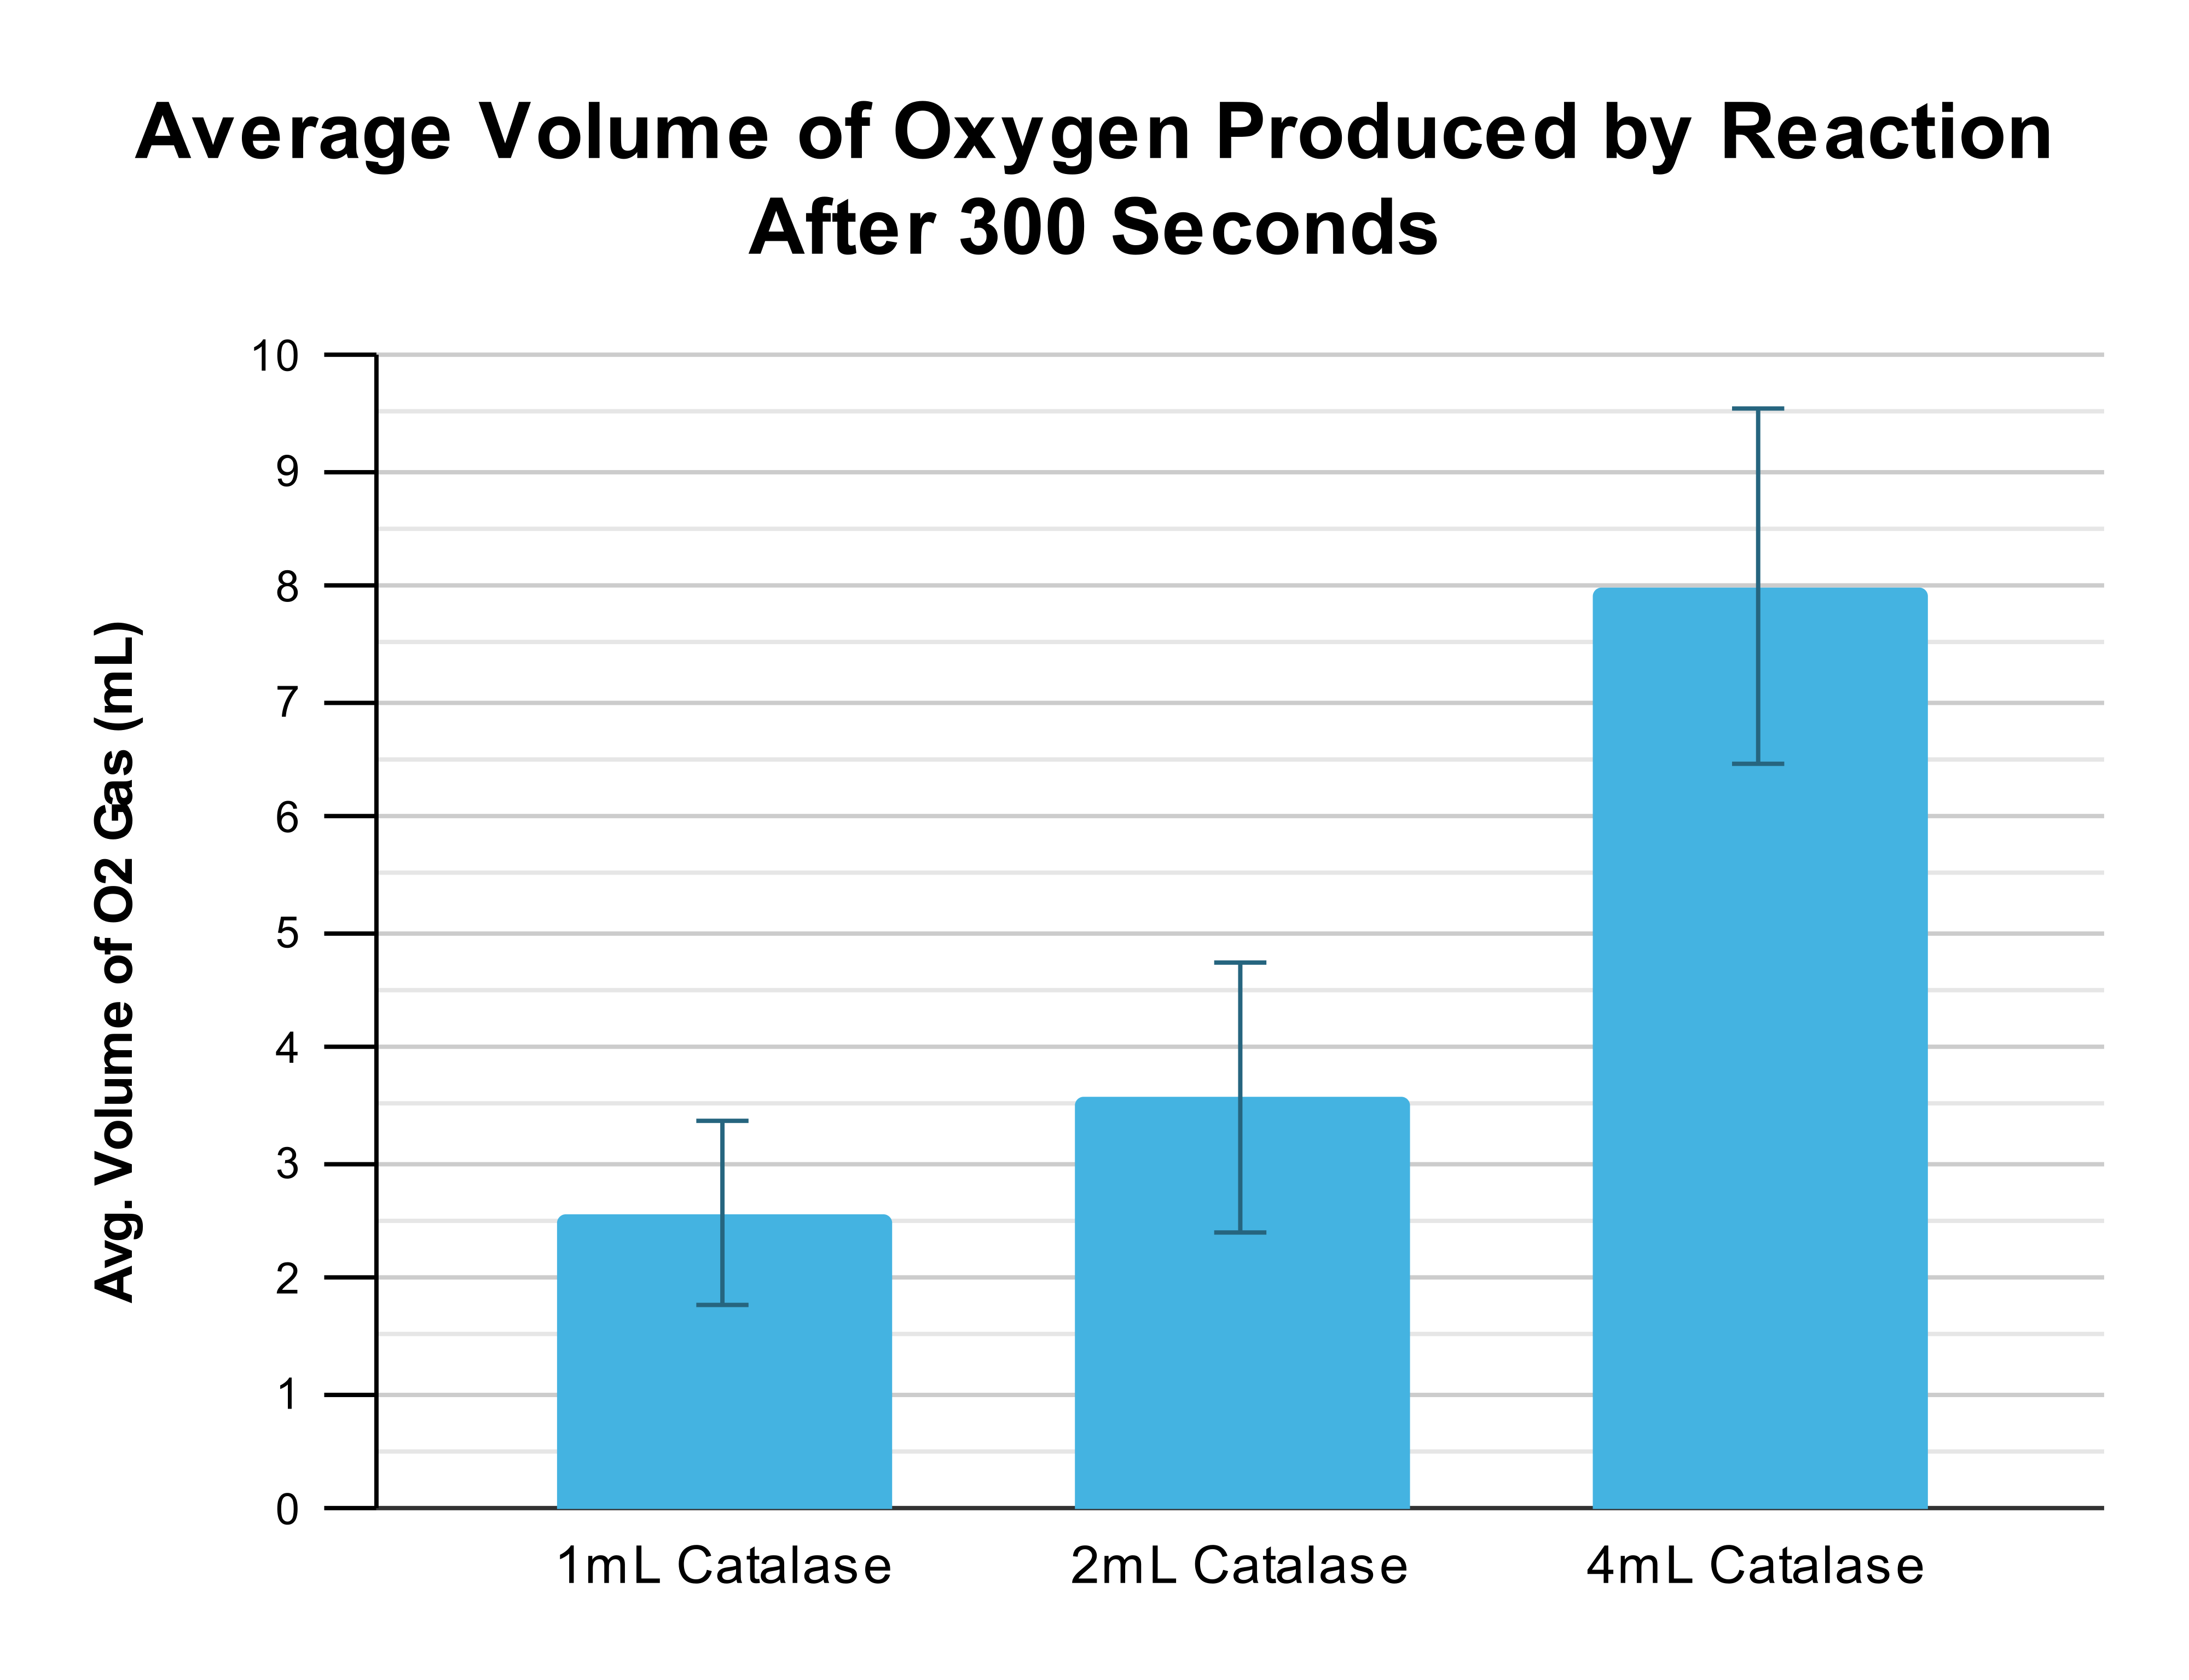 Average Volume of Oxygen Produced by Reaction
After 300 Seconds
Avg. Volume of O2 Gas (mL)
10
9
8
7
6
5
4
3
2
1
0
1mL Catalase
2mL Catalase
4mL Catalase